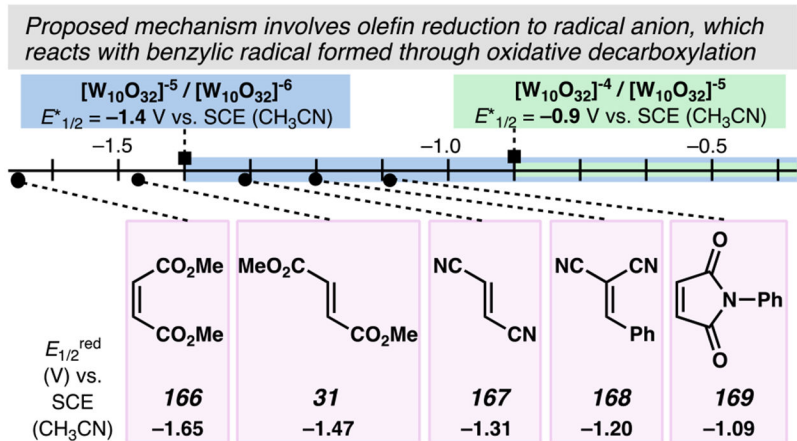 Proposed mechanism involves olefin reduction to radical anion, which
reacts with benzylic radical formed through oxidative decarboxylation
[W10O32]-5 / [W10O32]-6
E*1/2 = –1.4 V vs. SCE (CH3CN)
[W10O32]-4 / [W10O32]-5
E*1/2 = –0.9 V vs. SCE (CH3CN)
–1.5
–1.0
–0.5
CO2Me
CO2Me
MeO2C
CO2Me
NC
CN
NC CN
Ph
O
N–Ph
O
E1/2red
(V) vs.
SCE
(CH3CN)
166 31 167 168 169
–1.65 –1.47 –1.31 –1.20 –1.09